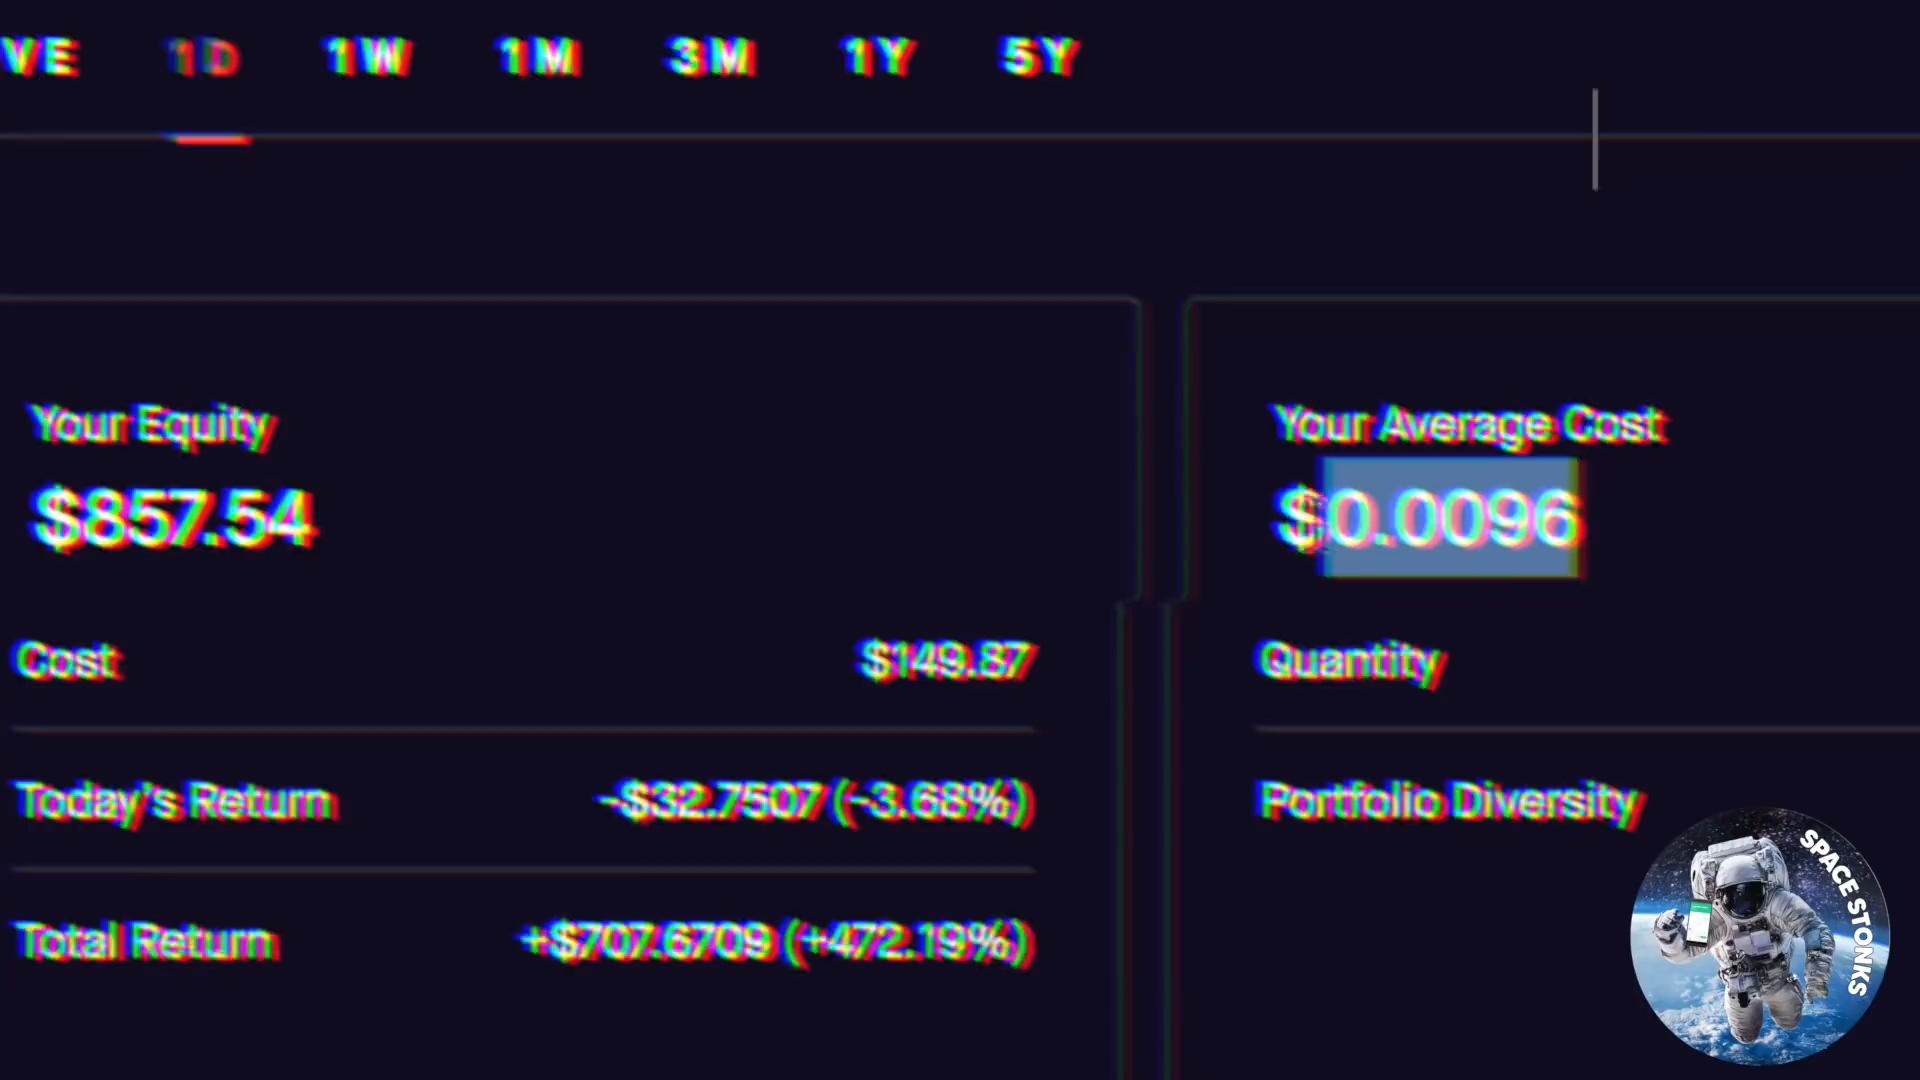 VE 1D 1W 1M 3M 1Y 5Y
Your Equity
$857.54
Cost $149.87
Today's Return -$32.7507 (-3.68%)
Total Return +$707.6709 (+472.19%)
Your Average Cost
$0.0096
Quantity
Portfolio Diversity
SPACE STONKS